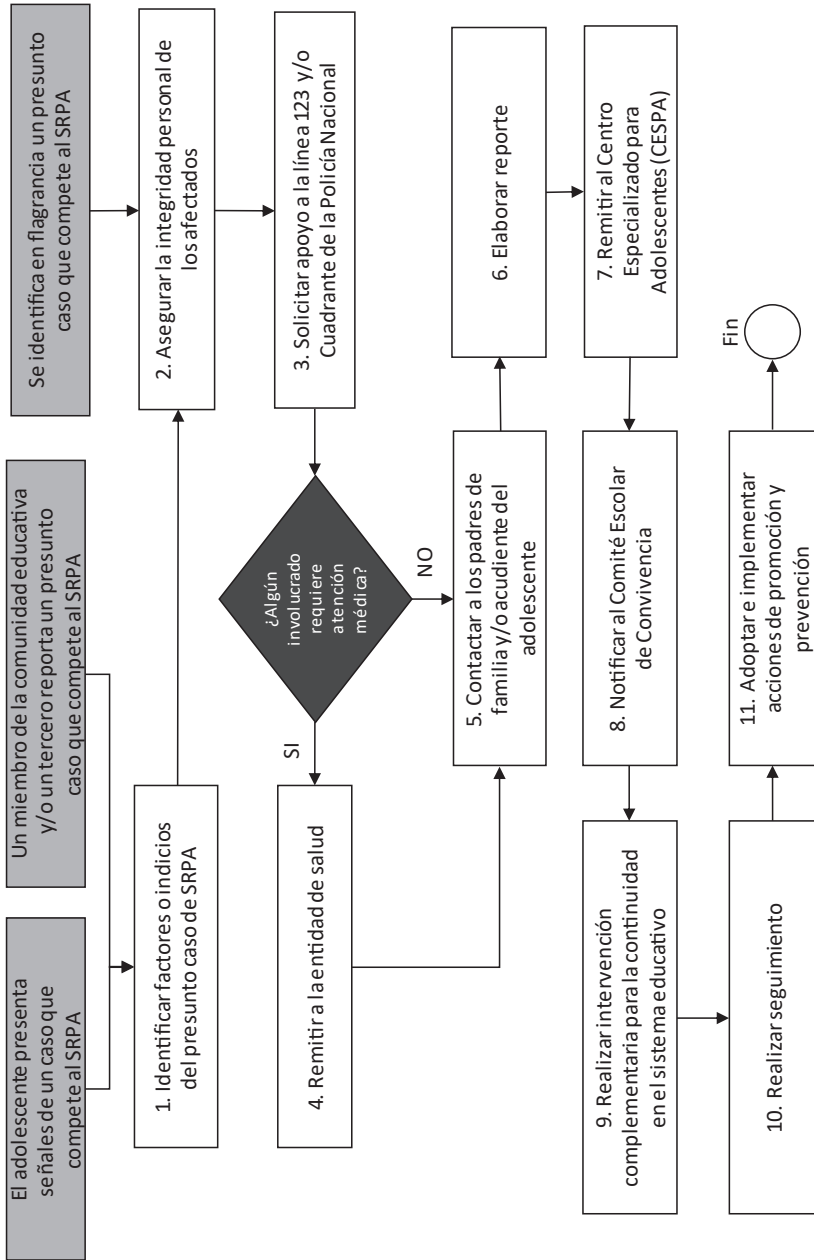 El adolescente presenta
señales de un caso que
compete al SRPA
Un miembro de la comunidad educativa
y/o un tercero reporta un presunto
caso que compete al SRPA
Se identifica en flagrancia un presunto
caso que compete al SRPA
1. Identificar factores o indicios
del presunto caso de SRPA
2. Asegurar la integridad personal de
los afectados
3. Solicitar apoyo a la línea 123 y/o
Cuadrante de la Policía Nacional
¿Algún
involucrado
requiere
atención
médica?
SI
NO
4. Remitir a la entidad de salud
5. Contactar a los padres de
familia y/o acudiente del
adolescente
6. Elaborar reporte
7. Remitir al Centro
Especializado para
Adolescentes (CESPA)
8. Notificar al Comité Escolar
de Convivencia
9. Realizar intervención
complementaria para la continuidad
en el sistema educativo
10. Realizar seguimiento
11. Adoptar e implementar
acciones de promoción y
prevención
Fin